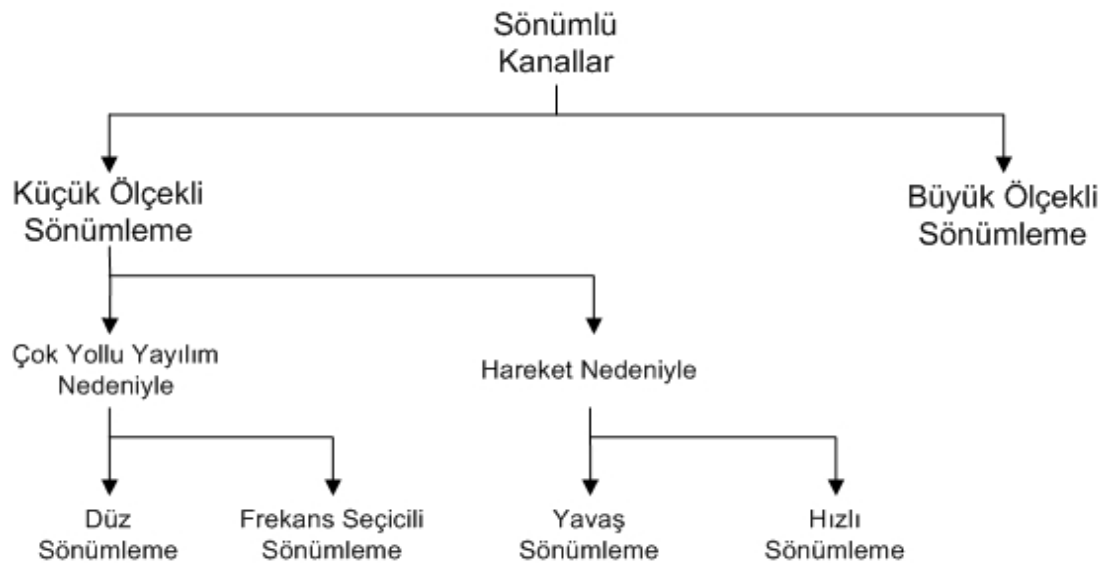 Sönümlü
Kanallar
Küçük Ölçekli
Sönümleme
Büyük Ölçekli
Sönümleme
Çok Yollu Yayılım
Nedeniyle
Hareket Nedeniyle
Düz
Sönümleme
Frekans Seçicili
Sönümleme
Yavaş
Sönümleme
Hızlı
Sönümleme